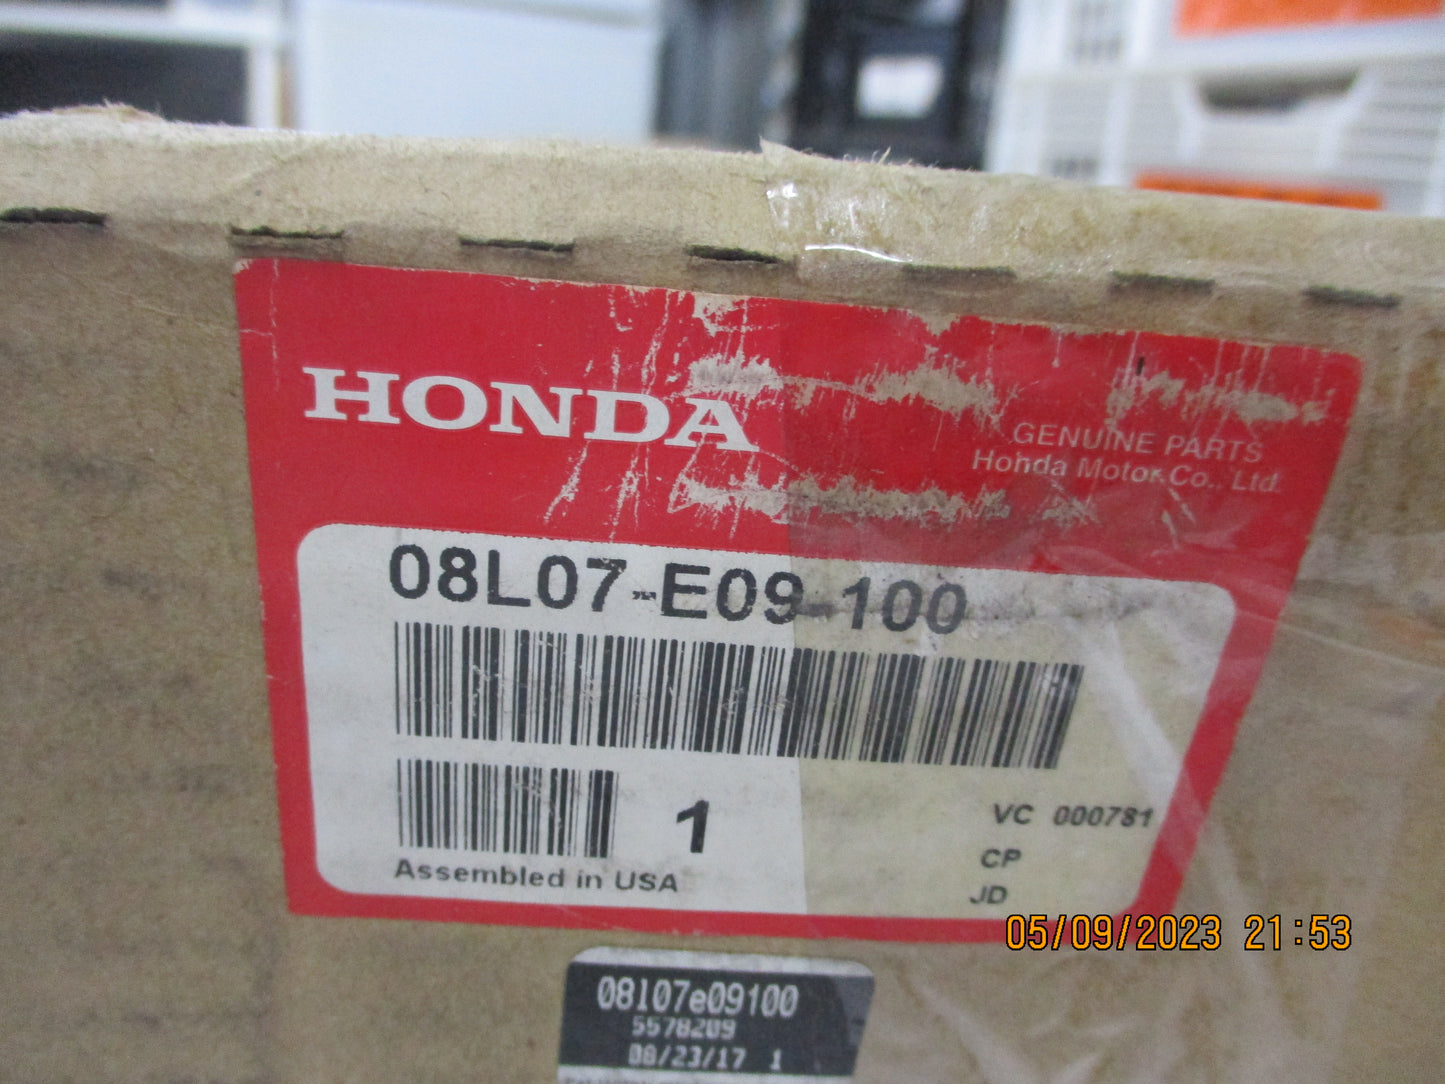 HONDA
GENUINE PARTS
Honda Motor Co., Ltd.
08L07-E09-100
1
VC 000781
CP
Assembled in USA
JD
05/09/2023 21:53
08l07e09100
5578209
08/23/17 1